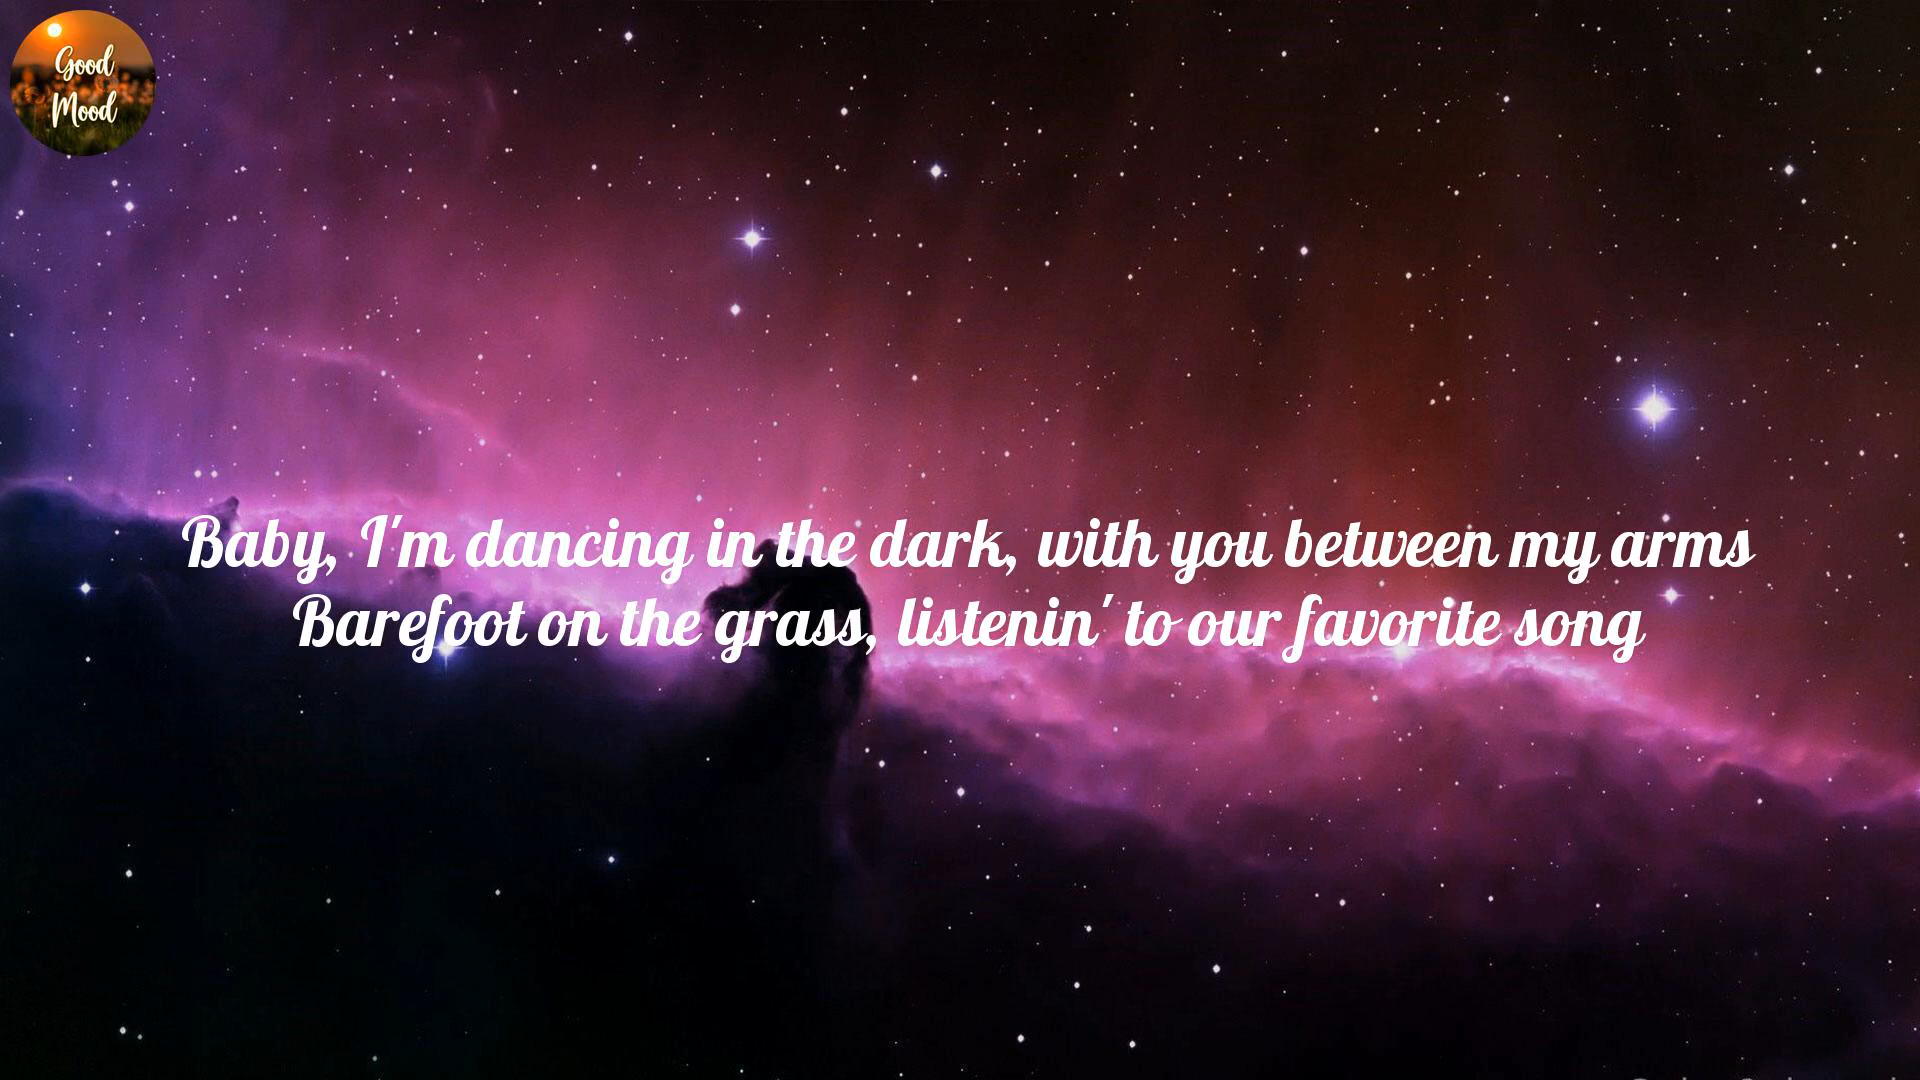 Good
Mood
Baby, I'm dancing in the dark, with you between my arms
Barefoot on the grass, listenin' to our favorite song